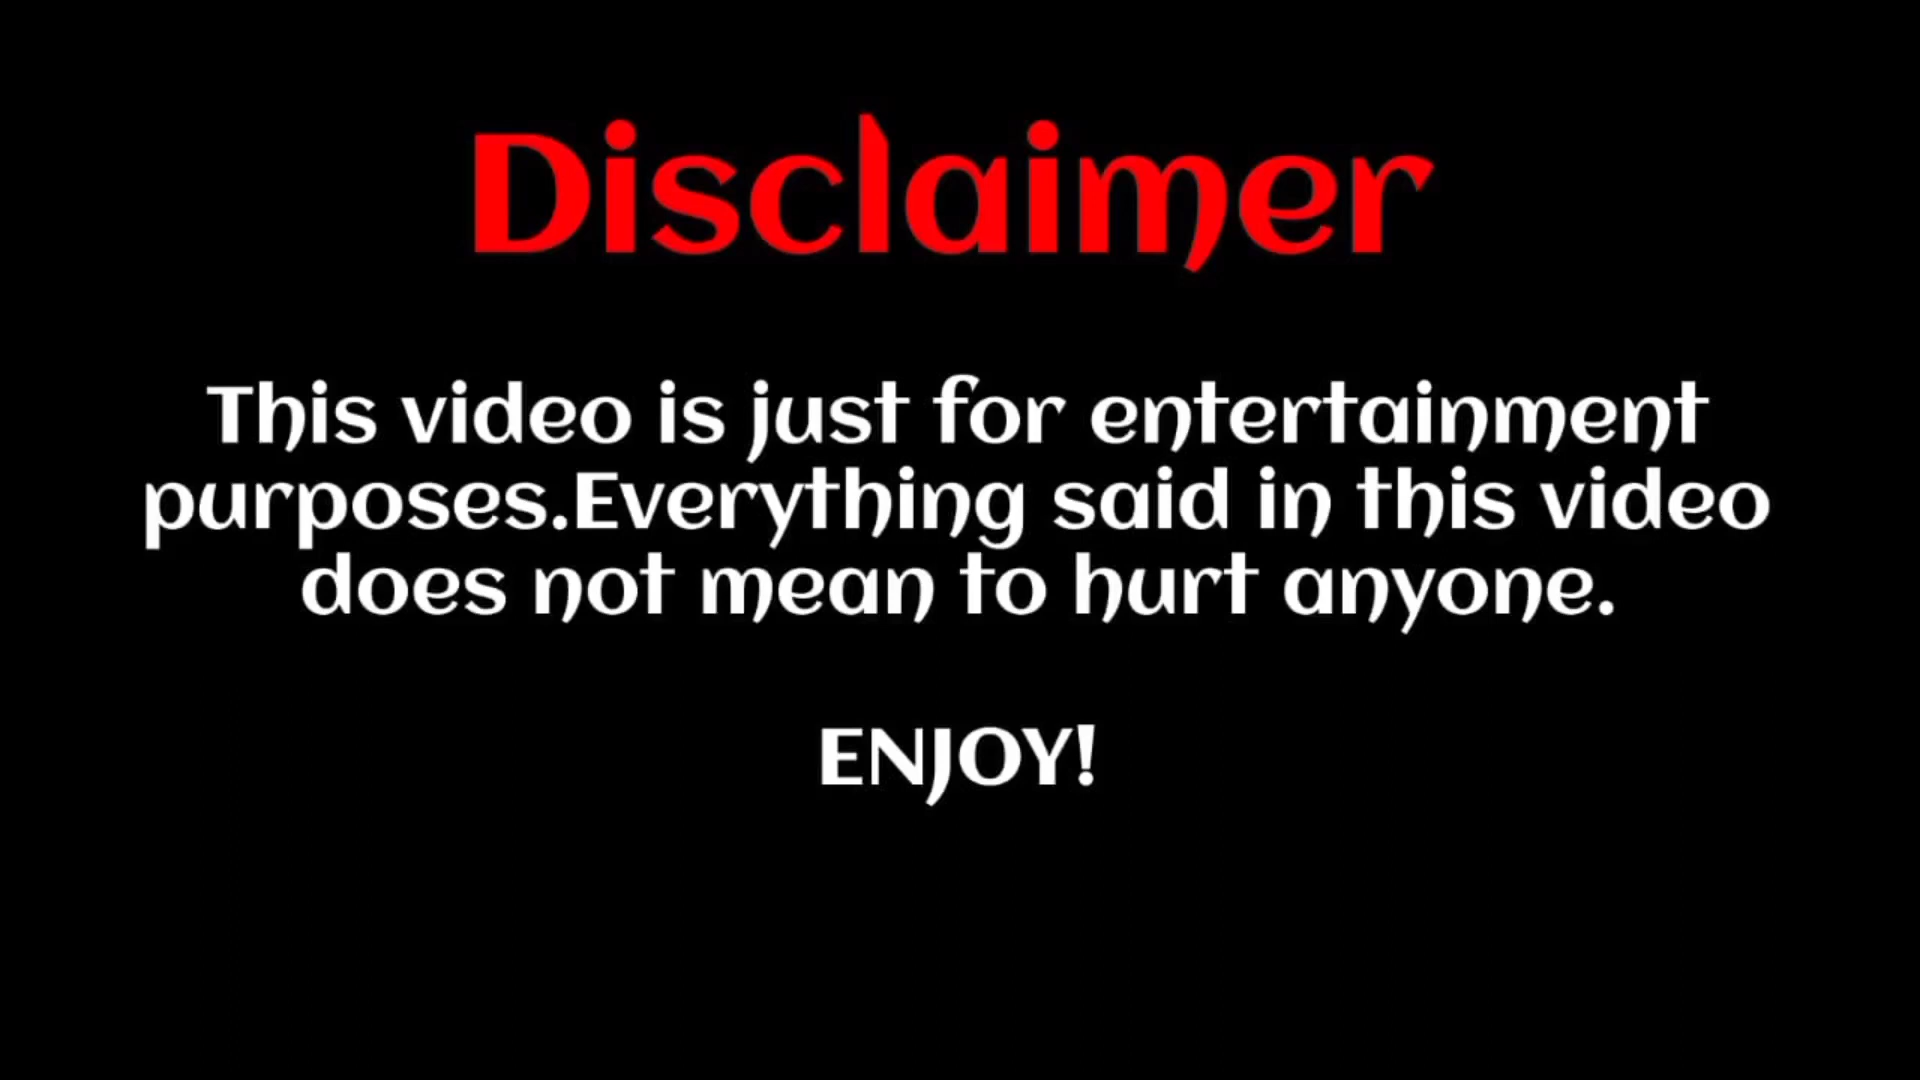 Disclaimer
This video is just for entertainment
purposes.Everything said in this video
does not mean to hurt anyone.
ENJOY!